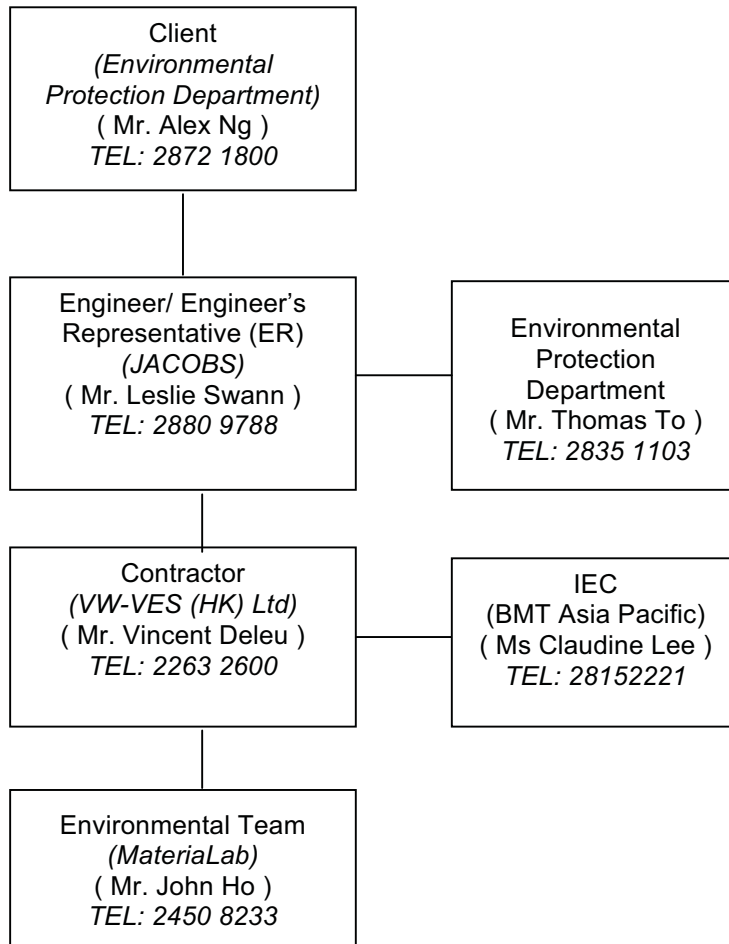 Client
(Environmental
Protection Department)
( Mr. Alex Ng )
TEL: 2872 1800
Engineer/ Engineer’s
Representative (ER)
(JACOBS)
( Mr. Leslie Swann )
TEL: 2880 9788
Environmental
Protection
Department
( Mr. Thomas To )
TEL: 2835 1103
Contractor
(VW-VES (HK) Ltd)
( Mr. Vincent Deleu )
TEL: 2263 2600
IEC
(BMT Asia Pacific)
( Ms Claudine Lee )
TEL: 28152221
Environmental Team
(MateriaLab)
( Mr. John Ho )
TEL: 2450 8233